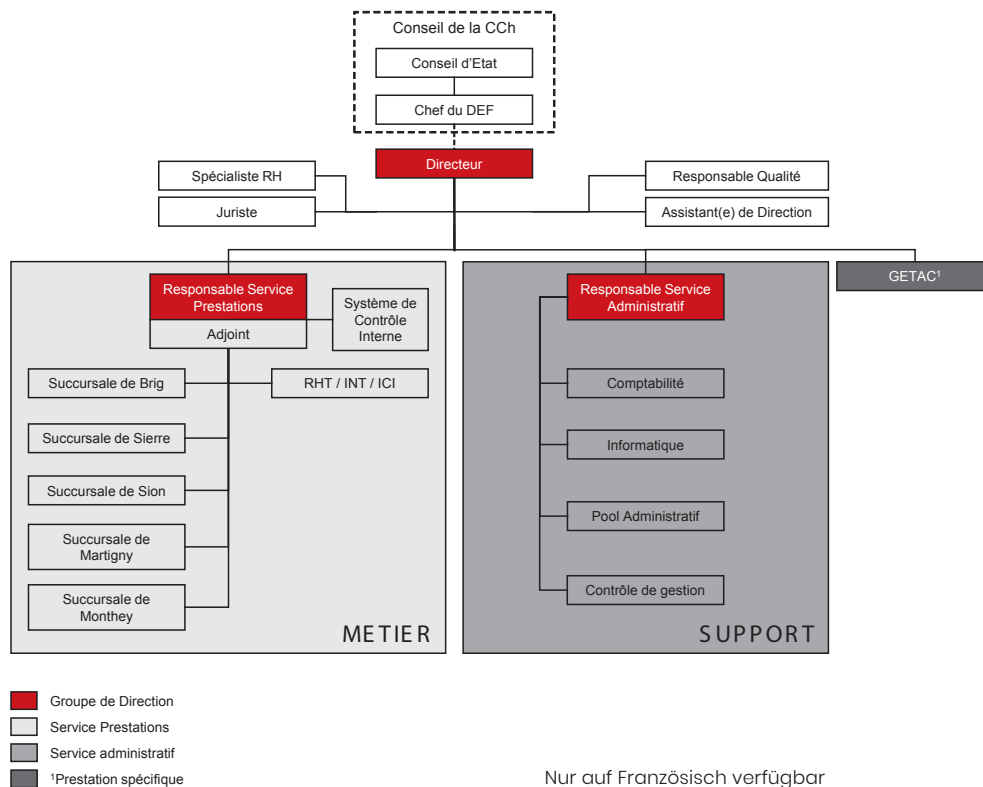 Conseil de la CCh
Conseil d'Etat
Chef du DEF
Directeur
Spécialiste RH
Responsable Qualité
Juriste
Assistant(e) de Direction
GETAC¹
Responsable Service
Prestations
Adjoint
Système de
Contrôle
Interne
Succursale de Brig
RHT / INT / ICI
Succursale de Sierre
Succursale de Sion
Succursale de
Martigny
Succursale de
Monthey
METIER
Responsable Service
Administratif
Comptabilité
Informatique
Pool Administratif
Contrôle de gestion
SUPPORT
Groupe de Direction
Service Prestations
Service administratif
¹Prestation spécifique
Nur auf Französisch verfügbar